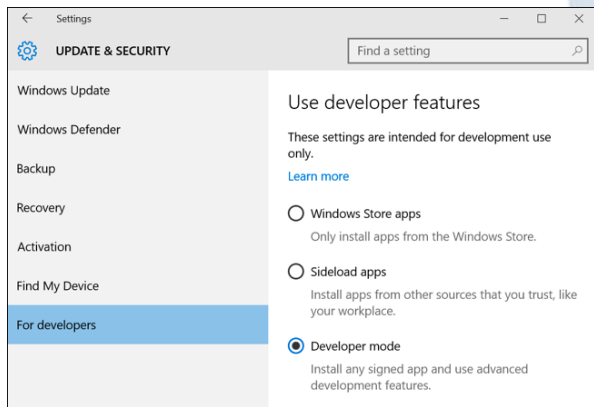 Settings
UPDATE & SECURITY
Find a setting
Windows Update
Windows Defender
Backup
Recovery
Activation
Find My Device
For developers
Use developer features
These settings are intended for development use
only.
Learn more
Windows Store apps
Only install apps from the Windows Store.
Sideload apps
Install apps from other sources that you trust, like
your workplace.
Developer mode
Install any signed app and use advanced
development features.